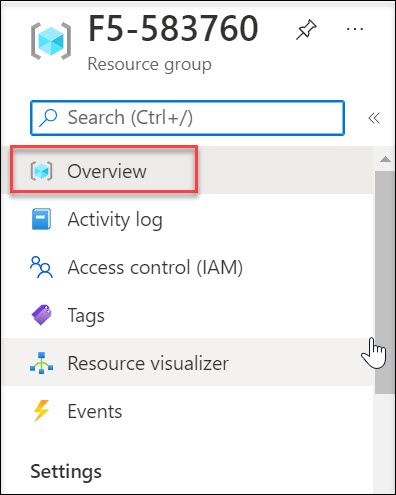 F5-583760
Resource group
Search (Ctrl+/)
Overview
Activity log
Access control (IAM)
Tags
Resource visualizer
Events
Settings